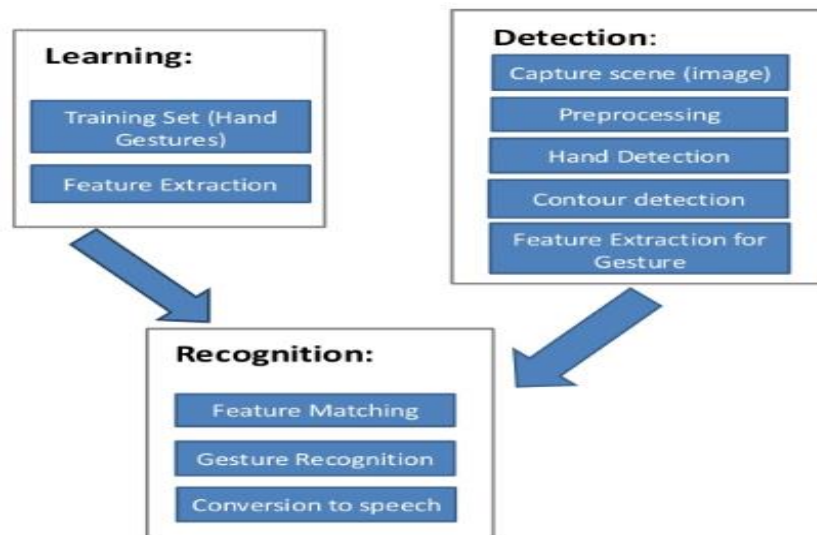 Learning:
Training Set (Hand
Gestures)
Feature Extraction
Detection:
Capture scene (image)
Preprocessing
Hand Detection
Contour detection
Feature Extraction for
Gesture
Recognition:
Feature Matching
Gesture Recognition
Conversion to speech